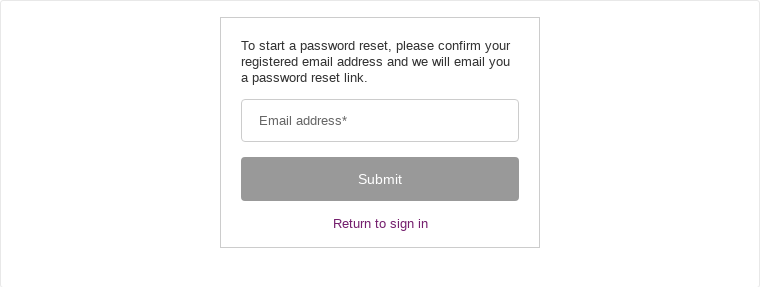 To start a password reset, please confirm your
registered email address and we will email you
a password reset link.
Email address*
Submit
Return to sign in